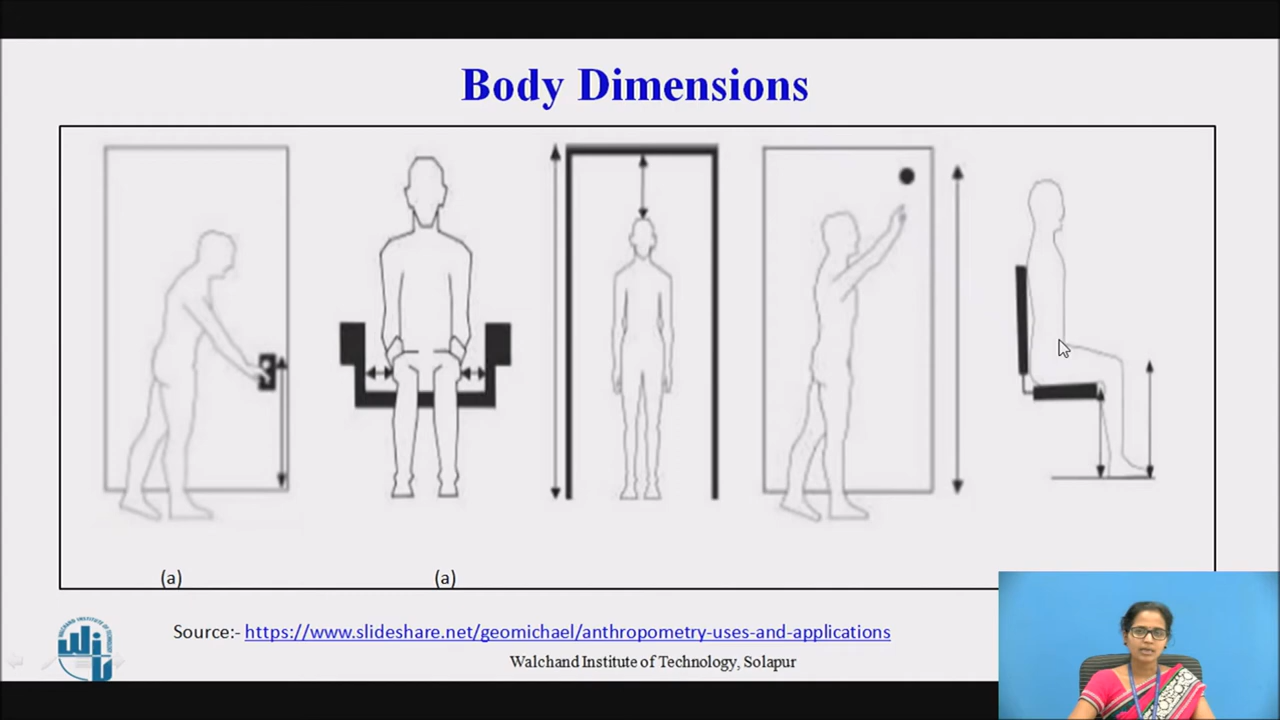 Body Dimensions
(a)
(a)
Source:- https://www.slideshare.net/geomichael/anthropometry-uses-and-applications
Walchand Institute of Technology, Solapur